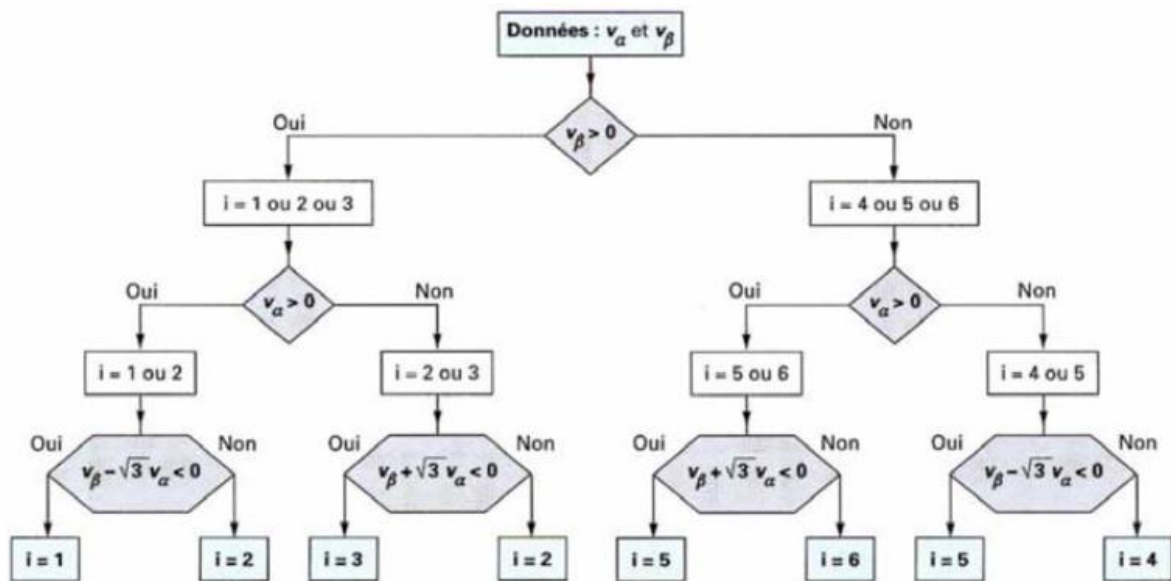 Données : vα et vβ
Oui
vβ > 0
Non
i = 1 ou 2 ou 3
i = 4 ou 5 ou 6
Oui
vα > 0
Non
Oui
vα > 0
Non
i = 1 ou 2
i = 2 ou 3
i = 5 ou 6
i = 4 ou 5
Oui
vβ − √3 vα < 0
Non
Oui
vβ + √3 vα < 0
Non
Oui
vβ + √3 vα < 0
Non
Oui
vβ − √3 vα < 0
Non
i = 1
i = 2
i = 3
i = 2
i = 5
i = 6
i = 5
i = 4